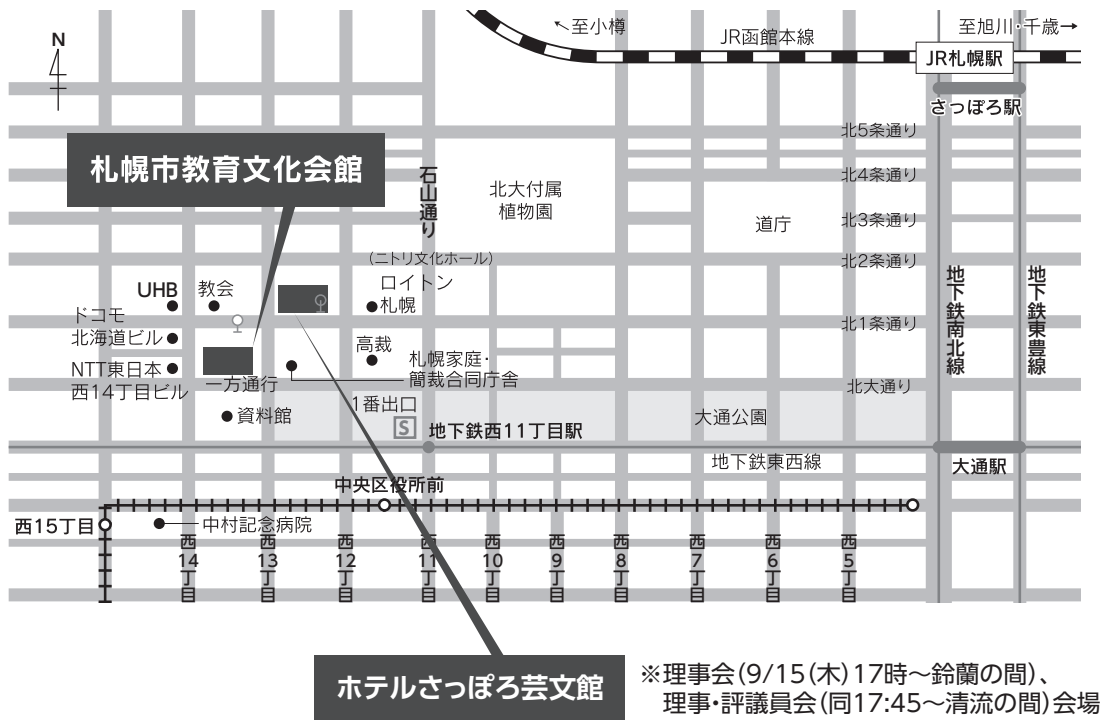 N
↖至小樽
JR函館本線
至旭川・千歳→
JR札幌駅
さっぽろ駅
北5条通り
札幌市教育文化会館
石山通り
北大付属
植物園
北4条通り
道庁
北3条通り
(ニトリ文化ホール)
北2条通り
UHB
教会
ロイトン
札幌
地下鉄南北線
地下鉄東豊線
ドコモ
北海道ビル
北1条通り
高裁
札幌家庭・
簡裁合同庁舎
NTT東日本
西14丁目ビル
一方通行
北大通り
1番出口
資料館
S
地下鉄西11丁目駅
大通公園
地下鉄東西線
大通駅
中央区役所前
西15丁目
中村記念病院
西14丁目
西13丁目
西12丁目
西11丁目
西10丁目
西9丁目
西8丁目
西7丁目
西6丁目
西5丁目
ホテルさっぽろ芸文館
※理事会(9/15(木)17時〜鈴蘭の間)、
理事・評議員会(同17:45〜清流の間)会場